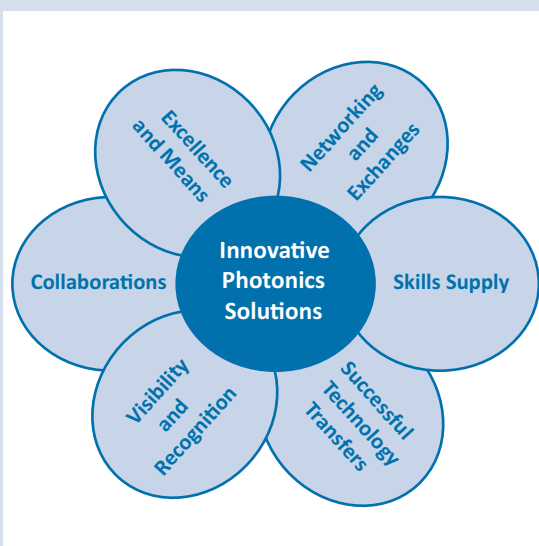 Excellence
and Means
Networking
and
Exchanges
Collaborations
Innovative
Photonics
Solutions
Skills Supply
Visibility
and
Recognition
Successful
Technology
Transfers